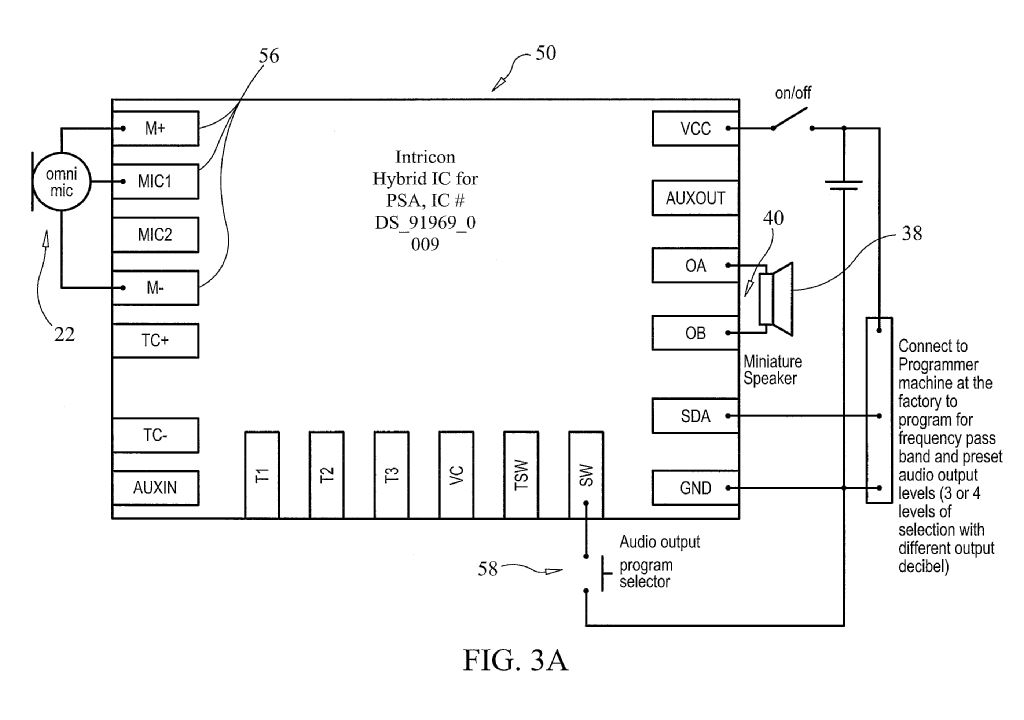 56
50
on/off
M+
VCC
Intricon
Hybrid IC for
PSA, IC #
DS_91969_0
009
omni
mic
MIC1
AUXOUT
MIC2
40
38
OA
M-
22
TC+
OB
Miniature
Speaker
Connect to
Programmer
machine at the
factory to
program for
frequency pass
band and preset
audio output
levels (3 or 4
levels of
selection with
different output
decibel)
SDA
TC-
AUXIN
T1
T2
T3
VC
TSW
SW
GND
Audio output
program
selector
58
FIG. 3A